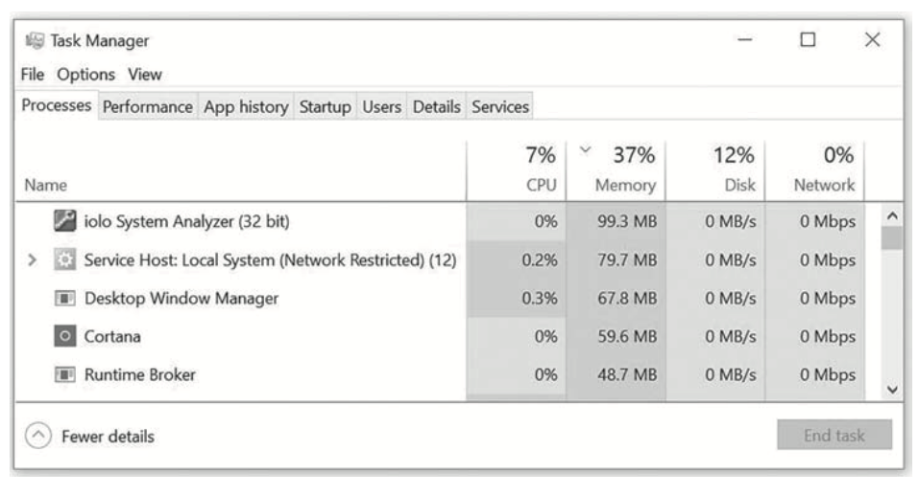 Task Manager
File Options View
Processes Performance App history Startup Users Details Services
7% 37% 12% 0%
Name CPU Memory Disk Network
iolo System Analyzer (32 bit) 0% 99.3 MB 0 MB/s 0 Mbps
Service Host: Local System (Network Restricted) (12) 0.2% 79.7 MB 0 MB/s 0 Mbps
Desktop Window Manager 0.3% 67.8 MB 0 MB/s 0 Mbps
Cortana 0% 59.6 MB 0 MB/s 0 Mbps
Runtime Broker 0% 48.7 MB 0 MB/s 0 Mbps
Fewer details End task